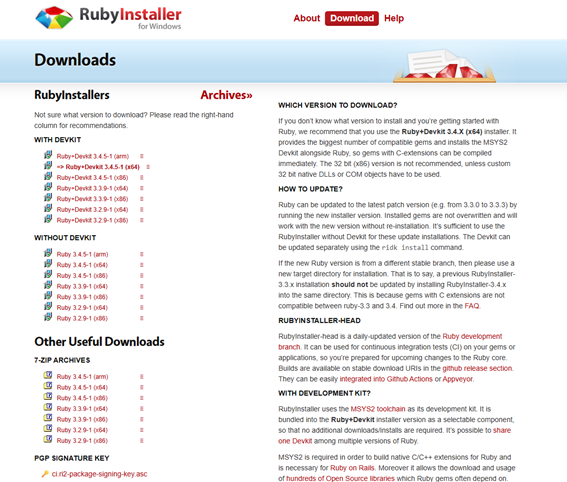 RubyInstaller
for Windows
About Download Help
Downloads
RubyInstallers
Archives»
Not sure what version to download? Please read the right-hand
column for recommendations.
WITH DEVKIT
Ruby+Devkit 3.4.5-1 (arm)
=> Ruby+Devkit 3.4.5-1 (x64)
Ruby+Devkit 3.4.5-1 (x86)
Ruby+Devkit 3.3.9-1 (x64)
Ruby+Devkit 3.3.9-1 (x86)
Ruby+Devkit 3.2.9-1 (x64)
Ruby+Devkit 3.2.9-1 (x86)
WITHOUT DEVKIT
Ruby 3.4.5-1 (arm)
Ruby 3.4.5-1 (x64)
Ruby 3.4.5-1 (x86)
Ruby 3.3.9-1 (x64)
Ruby 3.3.9-1 (x86)
Ruby 3.2.9-1 (x64)
Ruby 3.2.9-1 (x86)
Other Useful Downloads
7-ZIP ARCHIVES
Ruby 3.4.5-1 (arm)
Ruby 3.4.5-1 (x64)
Ruby 3.4.5-1 (x86)
Ruby 3.3.9-1 (x64)
Ruby 3.3.9-1 (x86)
Ruby 3.2.9-1 (x64)
Ruby 3.2.9-1 (x86)
PGP SIGNATURE KEY
ci.ri2-package-signing-key.asc
WHICH VERSION TO DOWNLOAD?
If you don't know what version to install and you're getting started with
Ruby, we recommend that you use the Ruby+Devkit 3.4.X (x64) installer. It
provides the biggest number of compatible gems and installs the MSYS2
Devkit alongside Ruby, so gems with C-extensions can be compiled
immediately. The 32 bit (x86) version is not recommended, unless custom
32 bit native DLLs or COM objects have to be used.
HOW TO UPDATE?
Ruby can be updated to the latest patch version (e.g. from 3.3.0 to 3.3.3) by
running the new installer version. Installed gems are not overwritten and will
work with the new version without re-installation. It's sufficient to use the
RubyInstaller without Devkit for these update installations. The Devkit can
be updated separately using the ridk install command.
If the new Ruby version is from a different stable branch, then please use a
new target directory for installation. That is to say, a previous RubyInstaller-
3.3.x installation should not be updated by installing RubyInstaller-3.4.x
into the same directory. This is because gems with C extensions are not
compatible between ruby-3.3 and 3.4. Find out more in the FAQ.
RUBYINSTALLER-HEAD
RubyInstaller-head is a daily-updated version of the Ruby development
branch. It can be used for continuous integration tests (CI) on your gems or
applications, so you're prepared for upcoming changes to the Ruby core.
Builds are available on stable download URIs in the github release section.
They can be easily integrated into Github Actions or Appveyor.
WITH DEVELOPMENT KIT?
RubyInstaller uses the MSYS2 toolchain as its development kit. It is
bundled into the Ruby+Devkit installer version as a selectable component,
so that no additional downloads/installs are required. It's possible to share
one Devkit among multiple versions of Ruby.
MSYS2 is required in order to build native C/C++ extensions for Ruby and
is necessary for Ruby on Rails. Moreover it allows the download and usage
of hundreds of Open Source libraries which Ruby gems often depend on.